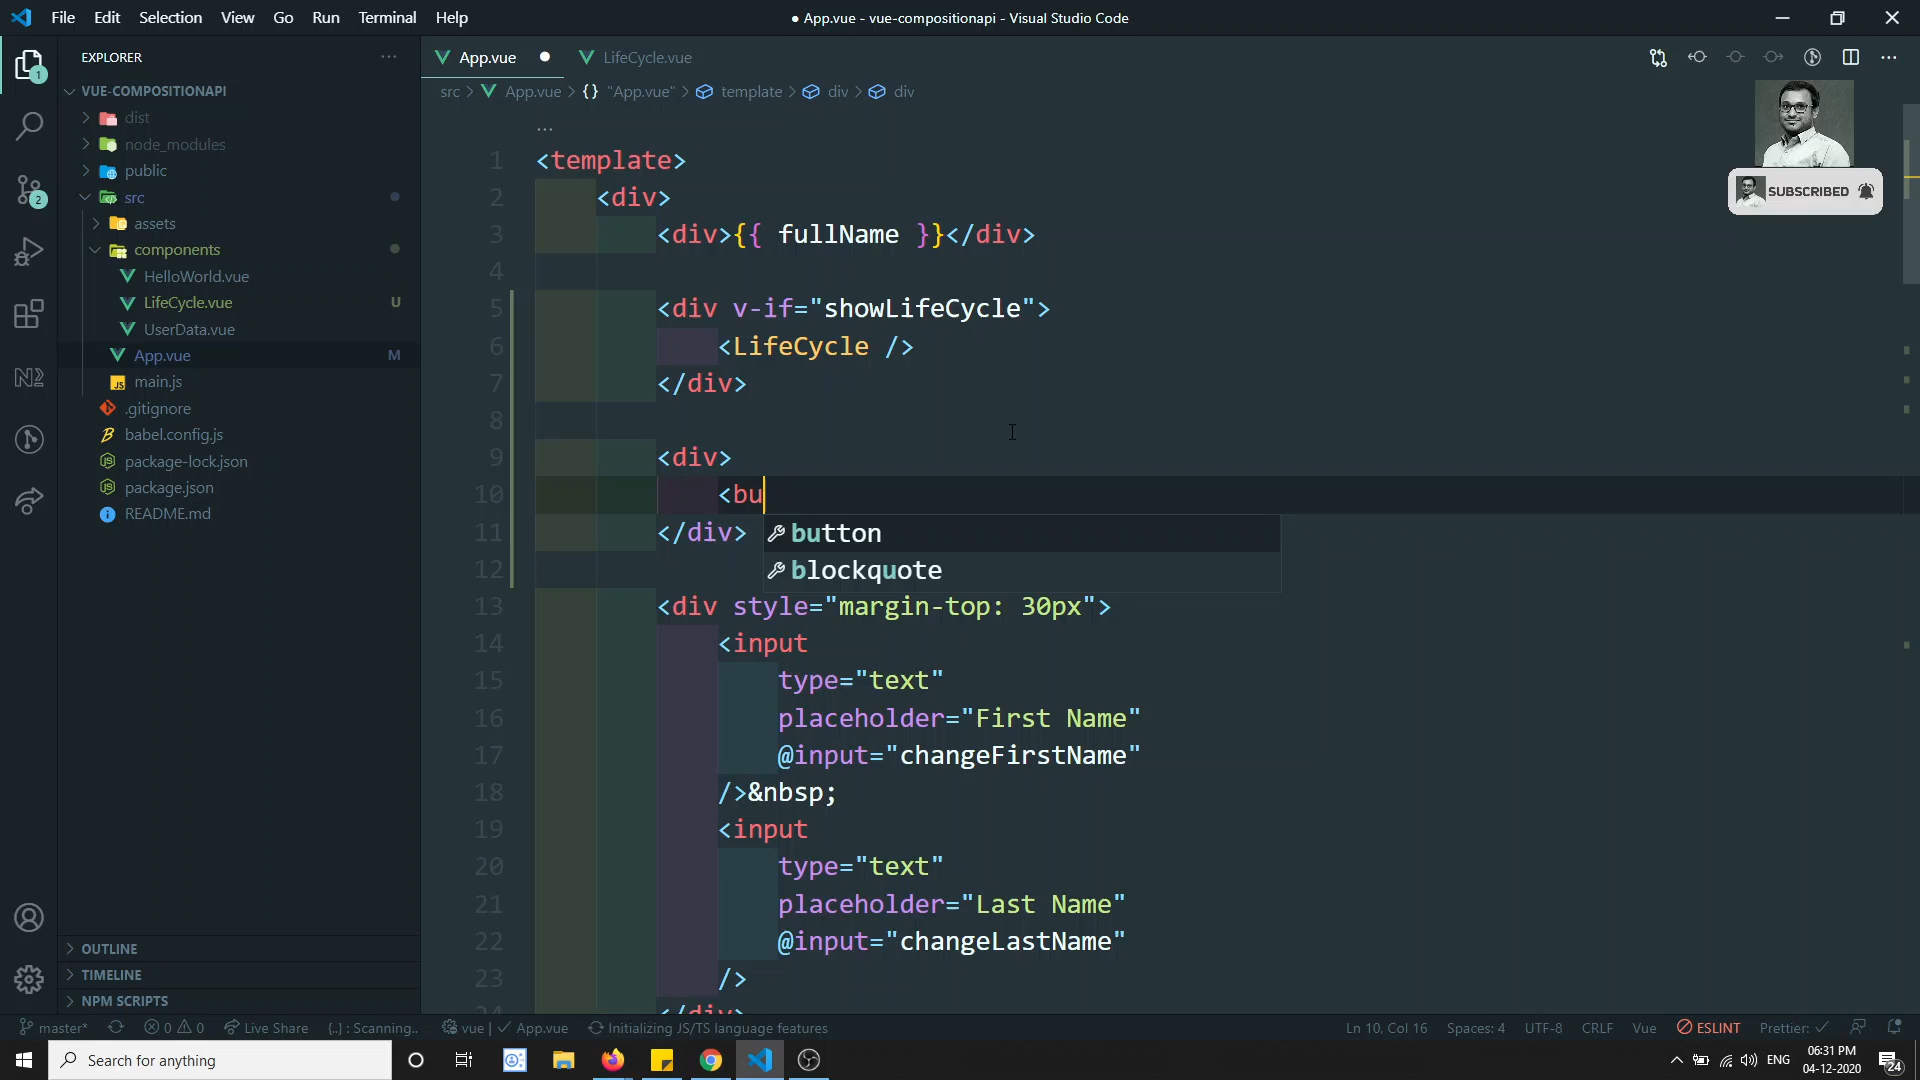 File Edit Selection View Go Run Terminal Help
● App.vue - vue-compositionapi - Visual Studio Code
EXPLORER
App.vue
LifeCycle.vue
VUE-COMPOSITIONAPI
src > App.vue > {} "App.vue" > template > div > div
dist
node_modules
public
src
assets
components
HelloWorld.vue
LifeCycle.vue U
UserData.vue
App.vue M
main.js
.gitignore
babel.config.js
package-lock.json
package.json
README.md
OUTLINE
TIMELINE
NPM SCRIPTS
1
2
N2
SUBSCRIBED
...
1 <template>
2 <div>
3 <div>{{ fullName }}</div>
4
5 <div v-if="showLifeCycle">
6 <LifeCycle />
7 </div>
8
9 <div>
10 <bu
button
11 </div>
blockquote
12
13 <div style="margin-top: 30px">
14 <input
15 type="text"
16 placeholder="First Name"
17 @input="changeFirstName"
18 />&nbsp;
19 <input
20 type="text"
21 placeholder="Last Name"
22 @input="changeLastName"
23 />
24 </div>
master* 0 0 Live Share {..} : Scanning.. vue | ✓ App.vue Initializing JS/TS language features Ln 10, Col 16 Spaces: 4 UTF-8 CRLF Vue ESLINT Prettier: ✓
Search for anything
ENG
06:31 PM
04-12-2020
24